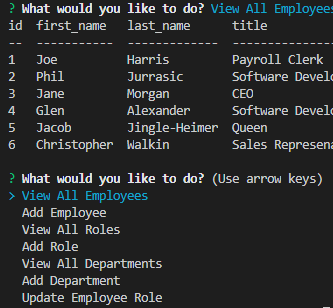 ? What would you like to do? View All Employees
id first_name last_name title
-- ---------- ------------ --------------
1 Joe Harris Payroll Clerk
2 Phil Jurrasic Software Develo
3 Jane Morgan CEO
4 Glen Alexander Software Develo
5 Jacob Jingle-Heimer Queen
6 Christopher Walkin Sales Represena
? What would you like to do? (Use arrow keys)
> View All Employees
Add Employee
View All Roles
Add Role
View All Departments
Add Department
Update Employee Role